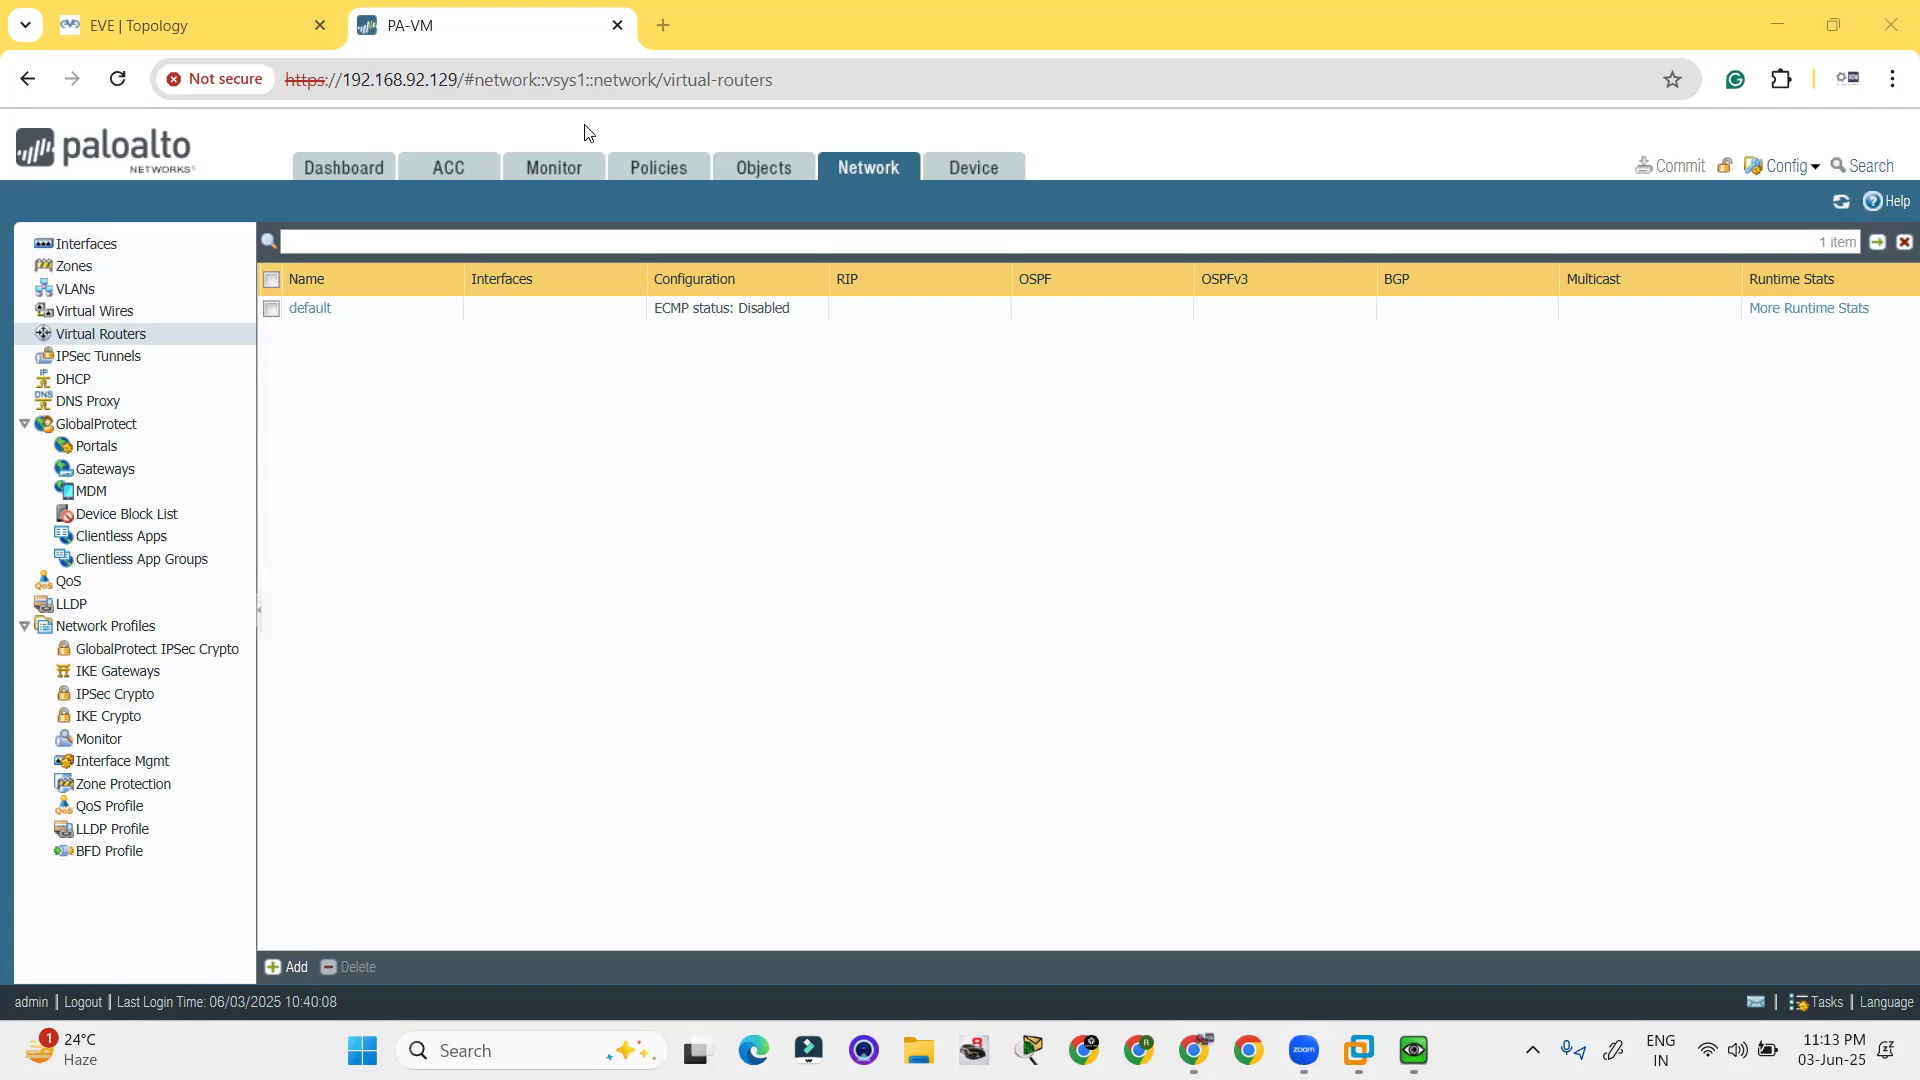 EVE | Topology
PA-VM
Not secure
https://192.168.92.129/#network::vsys1::network/virtual-routers
paloalto
NETWORKS®
Dashboard
ACC
Monitor
Policies
Objects
Network
Device
Commit
Config
Search
Help
Interfaces
Zones
VLANs
Virtual Wires
Virtual Routers
IPSec Tunnels
DHCP
DNS Proxy
GlobalProtect
Portals
Gateways
MDM
Device Block List
Clientless Apps
Clientless App Groups
QoS
LLDP
Network Profiles
GlobalProtect IPSec Crypto
IKE Gateways
IPSec Crypto
IKE Crypto
Monitor
Interface Mgmt
Zone Protection
QoS Profile
LLDP Profile
BFD Profile
1 item
Name Interfaces Configuration RIP OSPF OSPFv3 BGP Multicast Runtime Stats
default ECMP status: Disabled More Runtime Stats
Add Delete
admin | Logout | Last Login Time: 06/03/2025 10:40:08
Tasks | Language
1
24°C
Haze
Search
zoom
ENG
IN
11:13 PM
03-Jun-25